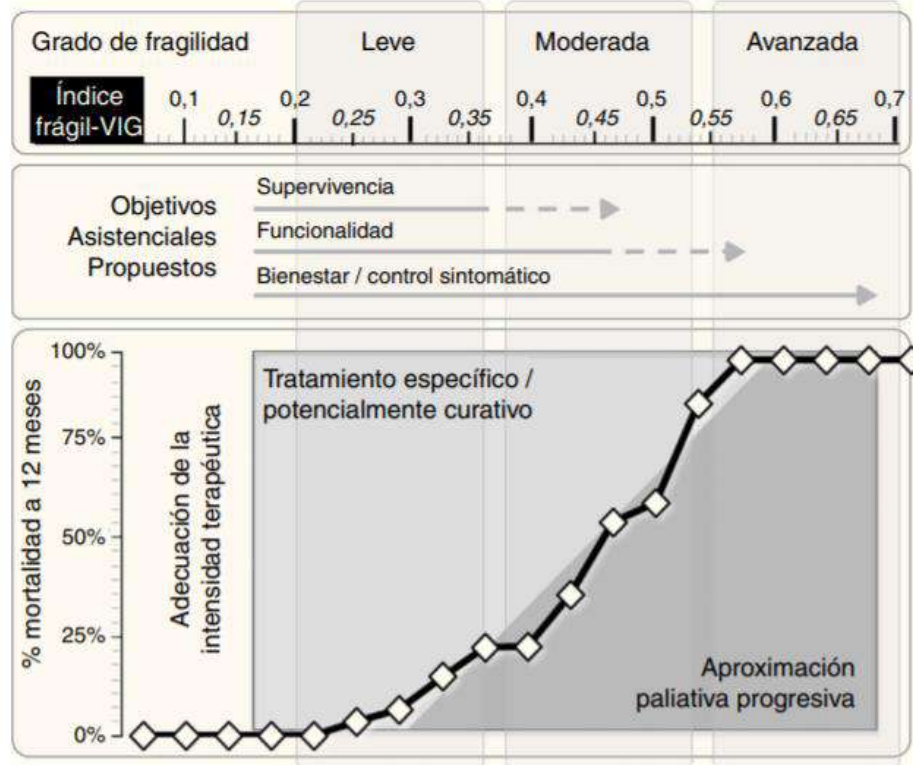 Grado de fragilidad Leve Moderada Avanzada
Índice
frágil-VIG
0,1 0,2 0,3 0,4 0,5 0,6 0,7
0,15 0,25 0,35 0,45 0,55 0,65
Objetivos
Asistenciales
Propuestos
Supervivencia
Funcionalidad
Bienestar / control sintomático
% mortalidad a 12 meses
100%
75%
50%
25%
0%
Adecuación de la
intensidad terapéutica
Tratamiento específico /
potencialmente curativo
Aproximación
paliativa progresiva